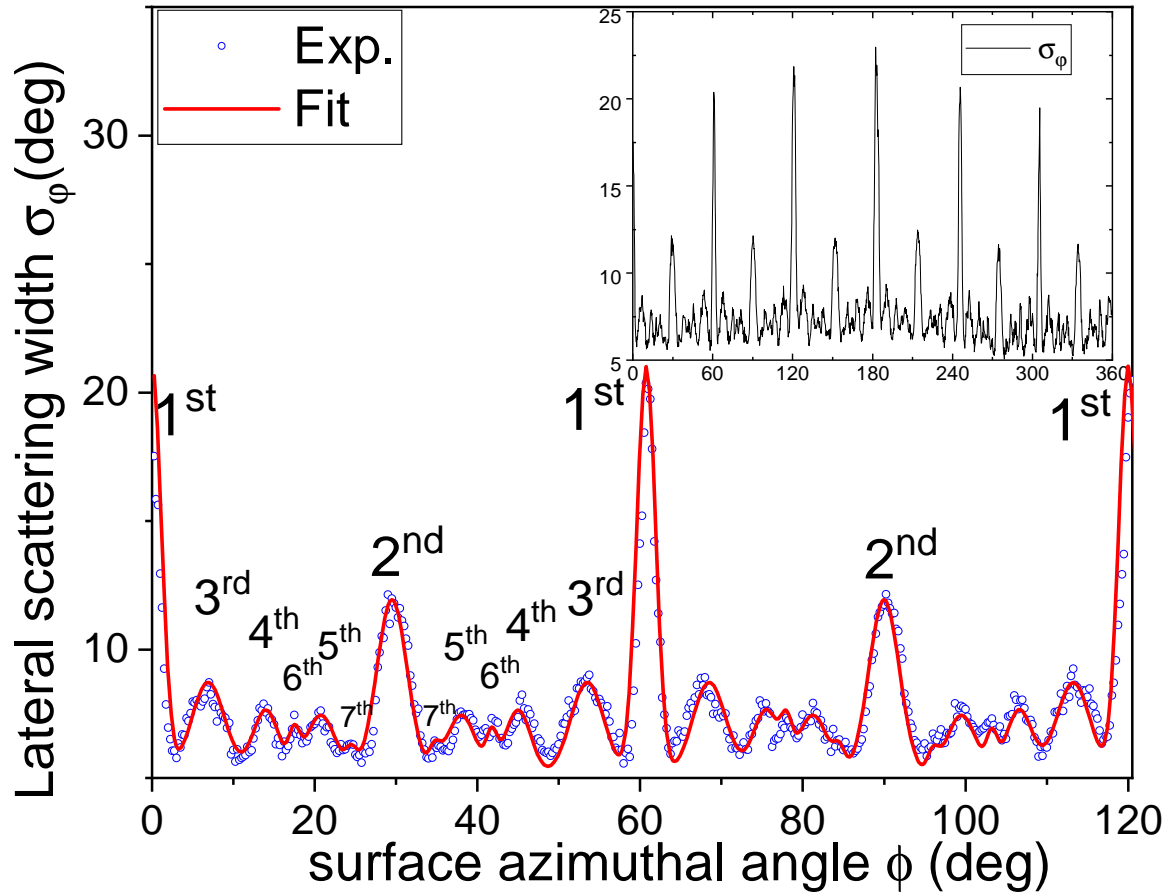 Exp.
Fit
σφ
25
20
15
10
5
0 60 120 180 240 300 360
Lateral scattering width σφ(deg)
30
20
10
1st 1st 1st
2nd 2nd
3rd 4th 6th 5th 7th 7th 5th 6th 4th 3rd
0 20 40 60 80 100 120
surface azimuthal angle ϕ (deg)